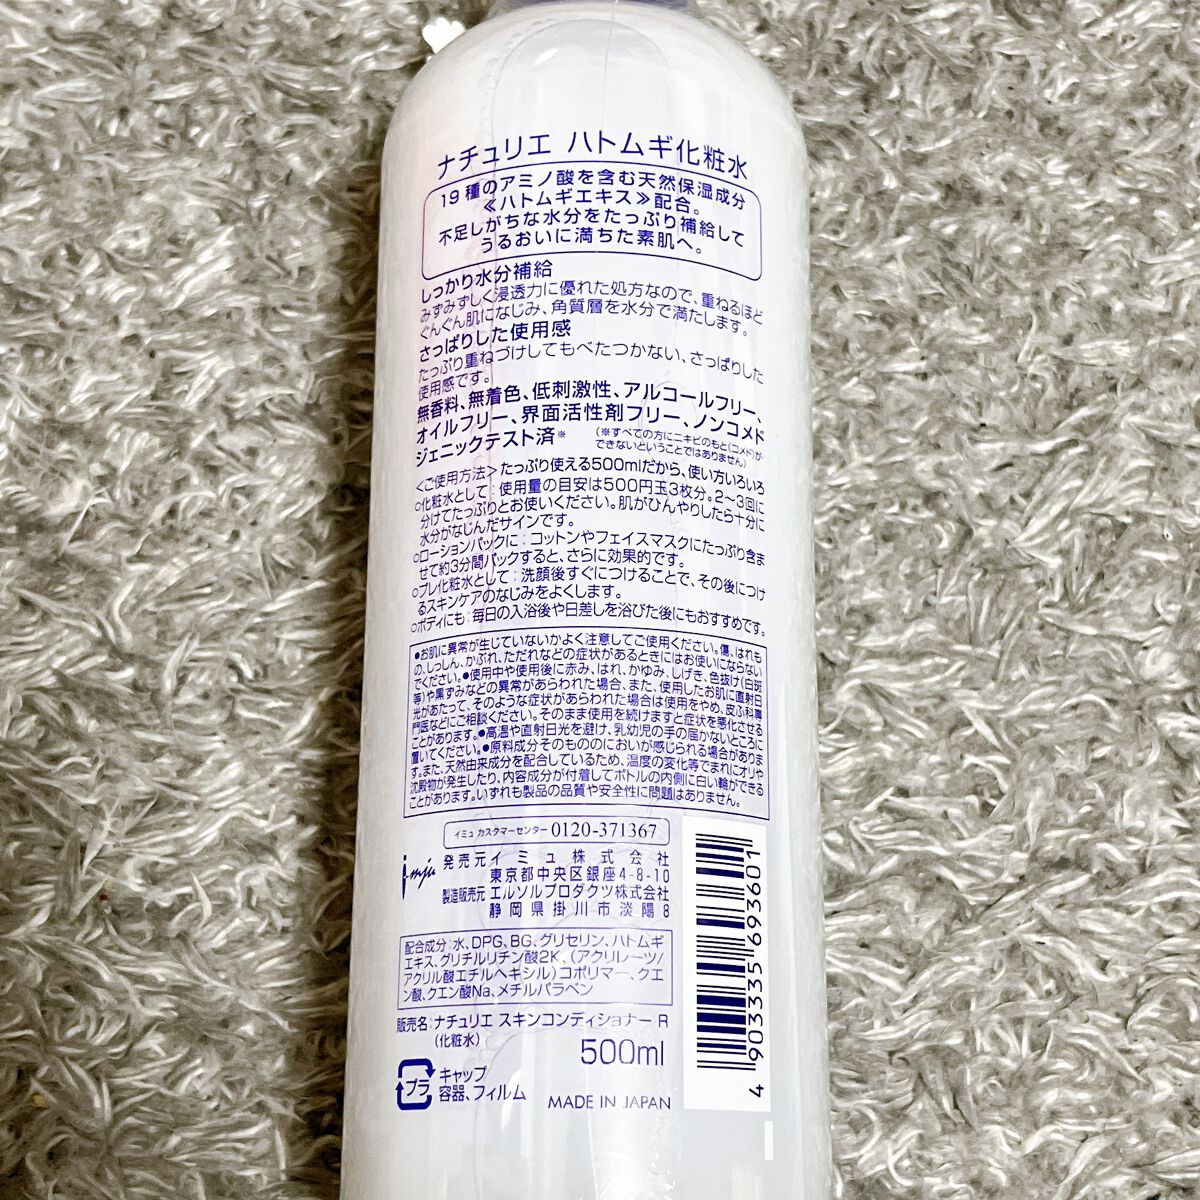 ナチュリエ ハトムギ化粧水
19種のアミノ酸を含む天然保湿成分
≪ハトムギエキス≫配合。
不足しがちな水分をたっぷり補給して
うるおいに満ちた素肌へ。
しっかり水分補給
みずみずしく浸透力に優れた処方なので、重ねるほど
ぐんぐん肌になじみ、角質層を水分で満たします。
さっぱりした使用感
たっぷり重ねづけしてもべたつかない、さっぱりした
使用感です。
無香料、無着色、低刺激性、アルコールフリー、
オイルフリー、界面活性剤フリー、ノンコメド
ジェニックテスト済※
(※すべての方にニキビのもと(コメド)が
できないということではありません)
<ご使用方法>たっぷり使える500mlだから、使い方いろいろ
○化粧水として：使用量の目安は500円玉3枚分。2〜3回に
分けてたっぷりとお使いください。肌がひんやりしたら十分に
水分がなじんだサインです。
○ローションパックに：コットンやフェイスマスクにたっぷり含ま
せて約3分間パックすると、さらに効果的です。
○プレ化粧水として：洗顔後すぐにつけることで、その後につけ
るスキンケアのなじみをよくします。
○ボディにも：毎日の入浴後や日差しを浴びた後にもおすすめです。
●お肌に異常が生じていないかよく注意してご使用ください。傷、はれも
の、しっしん、かぶれ、ただれなどの症状があるときにはお使いにならない
でください。●使用中や使用後に赤み、はれ、かゆみ、しげき、色抜け(白斑
等)や黒ずみなどの異常があらわれた場合、また、使用したお肌に直射日
光があたって、そのような症状があらわれた場合は使用をやめ、皮ふ科専
門医などにご相談ください。そのまま使用を続けますと症状を悪化させる
ことがあります。●高温や直射日光を避け、乳幼児の手の届かないところに
置いてください。●原料成分そのもののにおいが感じられる場合がありま
す。また、天然由来成分を配合しているため、温度の変化等でまれにオリや
沈殿物が発生したり、内容成分が付着してボトルの内側に白い輪ができる
ことがあります。いずれも製品の品質や安全性に問題はありません。
イミュ カスタマーセンター 0120-371367
imju 発売元 イミュ株式会社
東京都中央区銀座4-8-10
製造販売元 エルソルプロダクツ株式会社
静岡県掛川市淡陽8
配合成分：水、DPG、BG、グリセリン、ハトムギ
エキス、グリチルリチン酸2K、(アクリレーツ/
アクリル酸エチルヘキシル)コポリマー、クエ
ン酸、クエン酸Na、メチルパラベン
販売名：ナチュリエ スキンコンディショナー R
(化粧水)
500ml
プラ
キャップ
容器、フィルム
MADE IN JAPAN
4 903335 693601